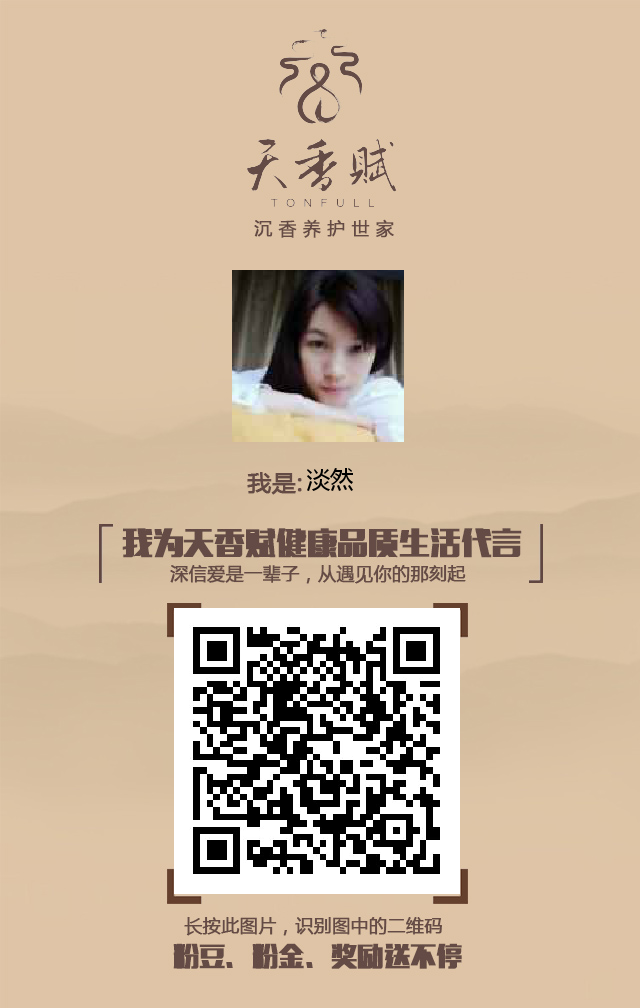 天香赋
TONFULL
沉香养护世家
我是:淡然
我为天香赋健康品质生活代言
深信爱是一辈子，从遇见你的那刻起
长按此图片，识别图中的二维码
粉豆、粉金、奖励送不停